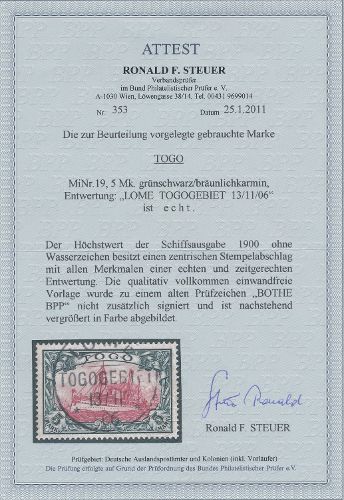 ATTEST
RONALD F. STEUER
Verbandsprüfer
im Bund Philatelistischer Prüfer e.V.
A-1030 Wien, Löwengasse 38/14. Tel. 00431 9699014
Nr. 353 Datum 25.1.2011
Die zur Beurteilung vorgelegte gebrauchte Marke
TOGO
MiNr.19, 5 Mk. grünschwarz/bräunlichkarmin,
Entwertung: „LOME TOGOGEBIET 13/11/06“
ist echt.
Der Höchstwert der Schiffsausgabe 1900 ohne
Wasserzeichen besitzt einen zentrischen Stempelabschlag
mit allen Merkmalen einer echten und zeitgerechten
Entwertung. Die qualitativ vollkommen einwandfreie
Vorlage wurde zu einem alten Prüfzeichen „BOTHE
BPP“ nicht zusätzlich signiert und ist nachstehend
vergrößert in Farbe abgebildet.
TOGO
TOGOGEBIET
Ronald F. STEUER
Prüfgebiet: Deutsche Auslandspostämter und Kolonien (inkl. Vorläufer)
Die Prüfung erfolgte auf Grund der Prüfordnung des Bundes Philatelistischer Prüfer e.V.